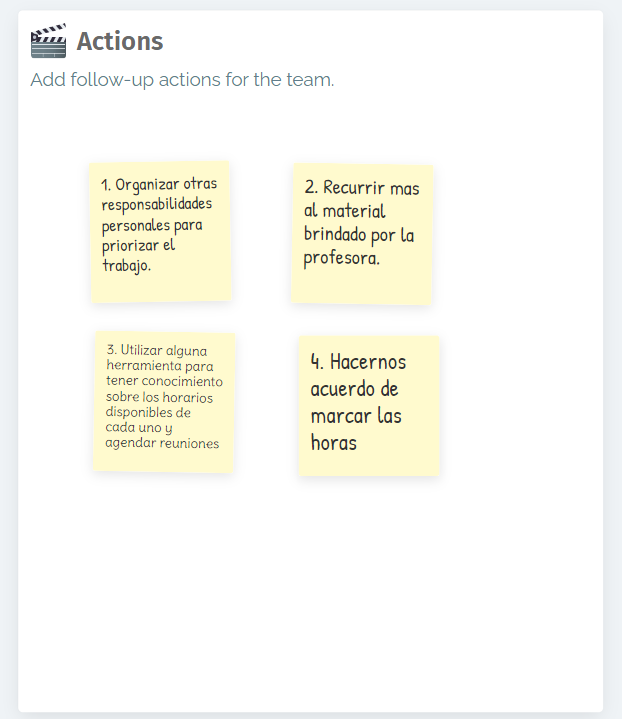 Actions
Add follow-up actions for the team.
1. Organizar otras
responsabilidades
personales para
priorizar el
trabajo.
2. Recurrir mas
al material
brindado por la
profesora.
3. Utilizar alguna
herramienta para
tener conocimiento
sobre los horarios
disponibles de
cada uno y
agendar reuniones
4. Hacernos
acuerdo de
marcar las
horas